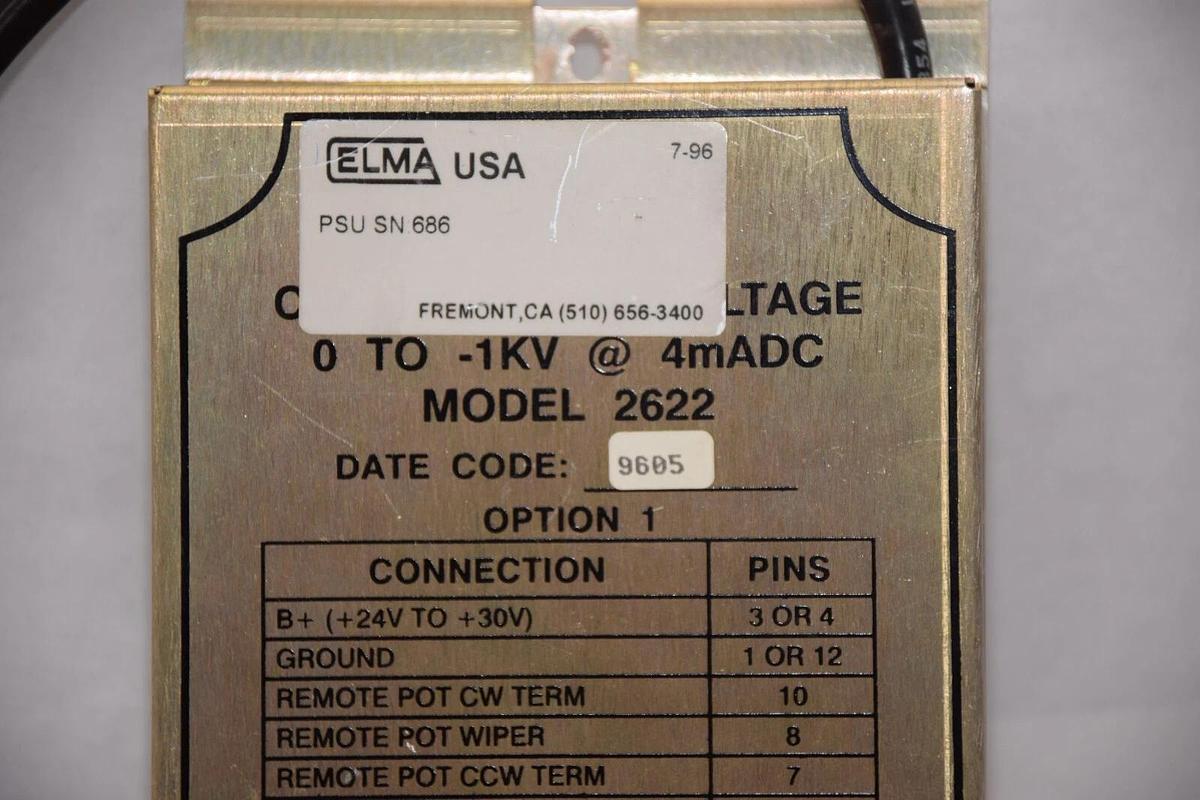 ELMA USA
7-96
PSU SN 686
FREMONT,CA (510) 656-3400
0 TO -1KV @ 4mADC
MODEL 2622
DATE CODE: 9605
OPTION 1
CONNECTION PINS
B+ (+24V TO +30V) 3 OR 4
GROUND 1 OR 12
REMOTE POT CW TERM 10
REMOTE POT WIPER 8
REMOTE POT CCW TERM 7